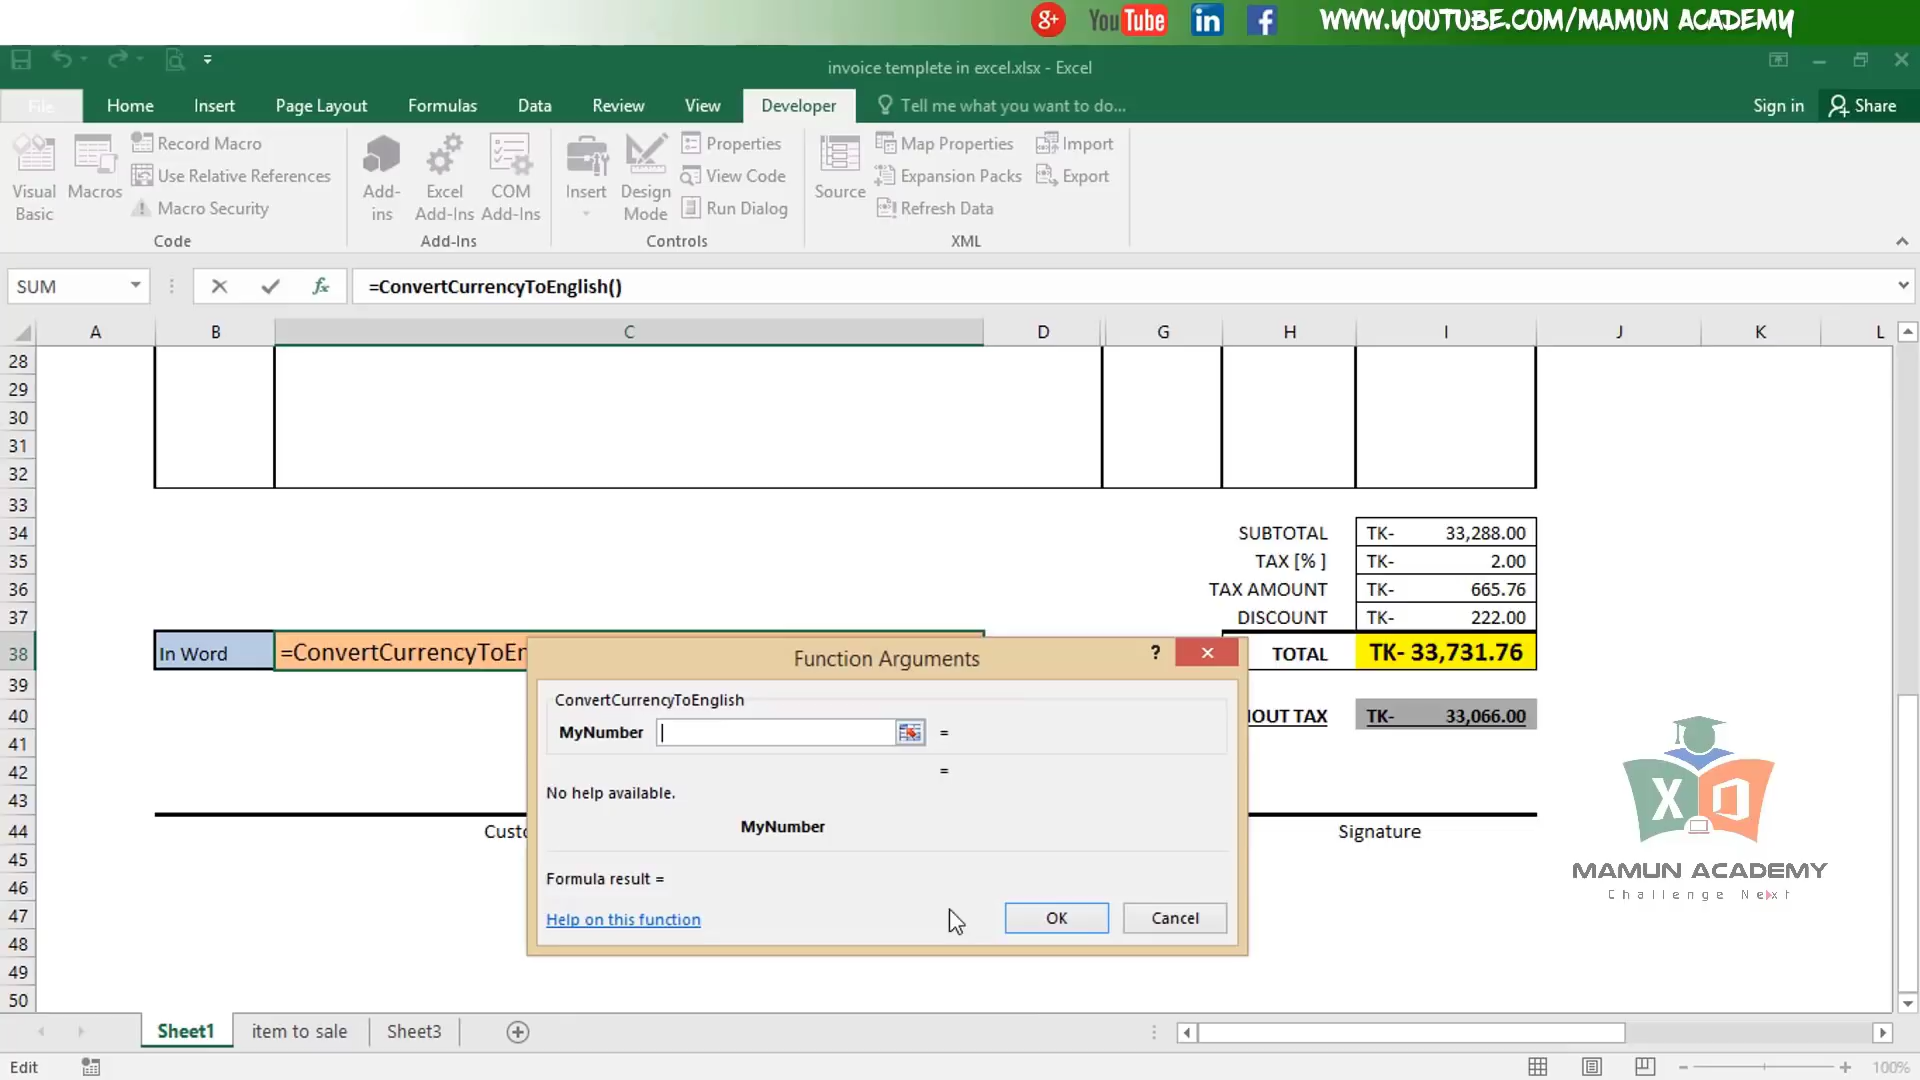 g+ YouTube in f WWW.YOUTUBE.COM/MAMUN ACADEMY
invoice templete in excel.xlsx - Excel
File Home Insert Page Layout Formulas Data Review View Developer Tell me what you want to do... Sign in Share
Visual Basic
Macros
Record Macro
Use Relative References
Macro Security
Code
Add-ins
Excel Add-Ins
COM Add-Ins
Add-Ins
Insert
Design Mode
Properties
View Code
Run Dialog
Controls
Source
Map Properties
Expansion Packs
Refresh Data
Import
Export
XML
SUM fx =ConvertCurrencyToEnglish()
A B C D G H I J K L
28
29
30
31
32
33
34 SUBTOTAL TK- 33,288.00
35 TAX [% ] TK- 2.00
36 TAX AMOUNT TK- 665.76
37 DISCOUNT TK- 222.00
38 In Word =ConvertCurrencyToEn TOTAL TK- 33,731.76
39
40 HOUT TAX TK- 33,066.00
41
42
43
44 Custo Signature
45
46
47
48
49
50
Function Arguments ?
ConvertCurrencyToEnglish
MyNumber =
=
No help available.
MyNumber
Formula result =
Help on this function OK Cancel
X
MAMUN ACADEMY
Challenge Next
Sheet1 item to sale Sheet3
Edit 100%